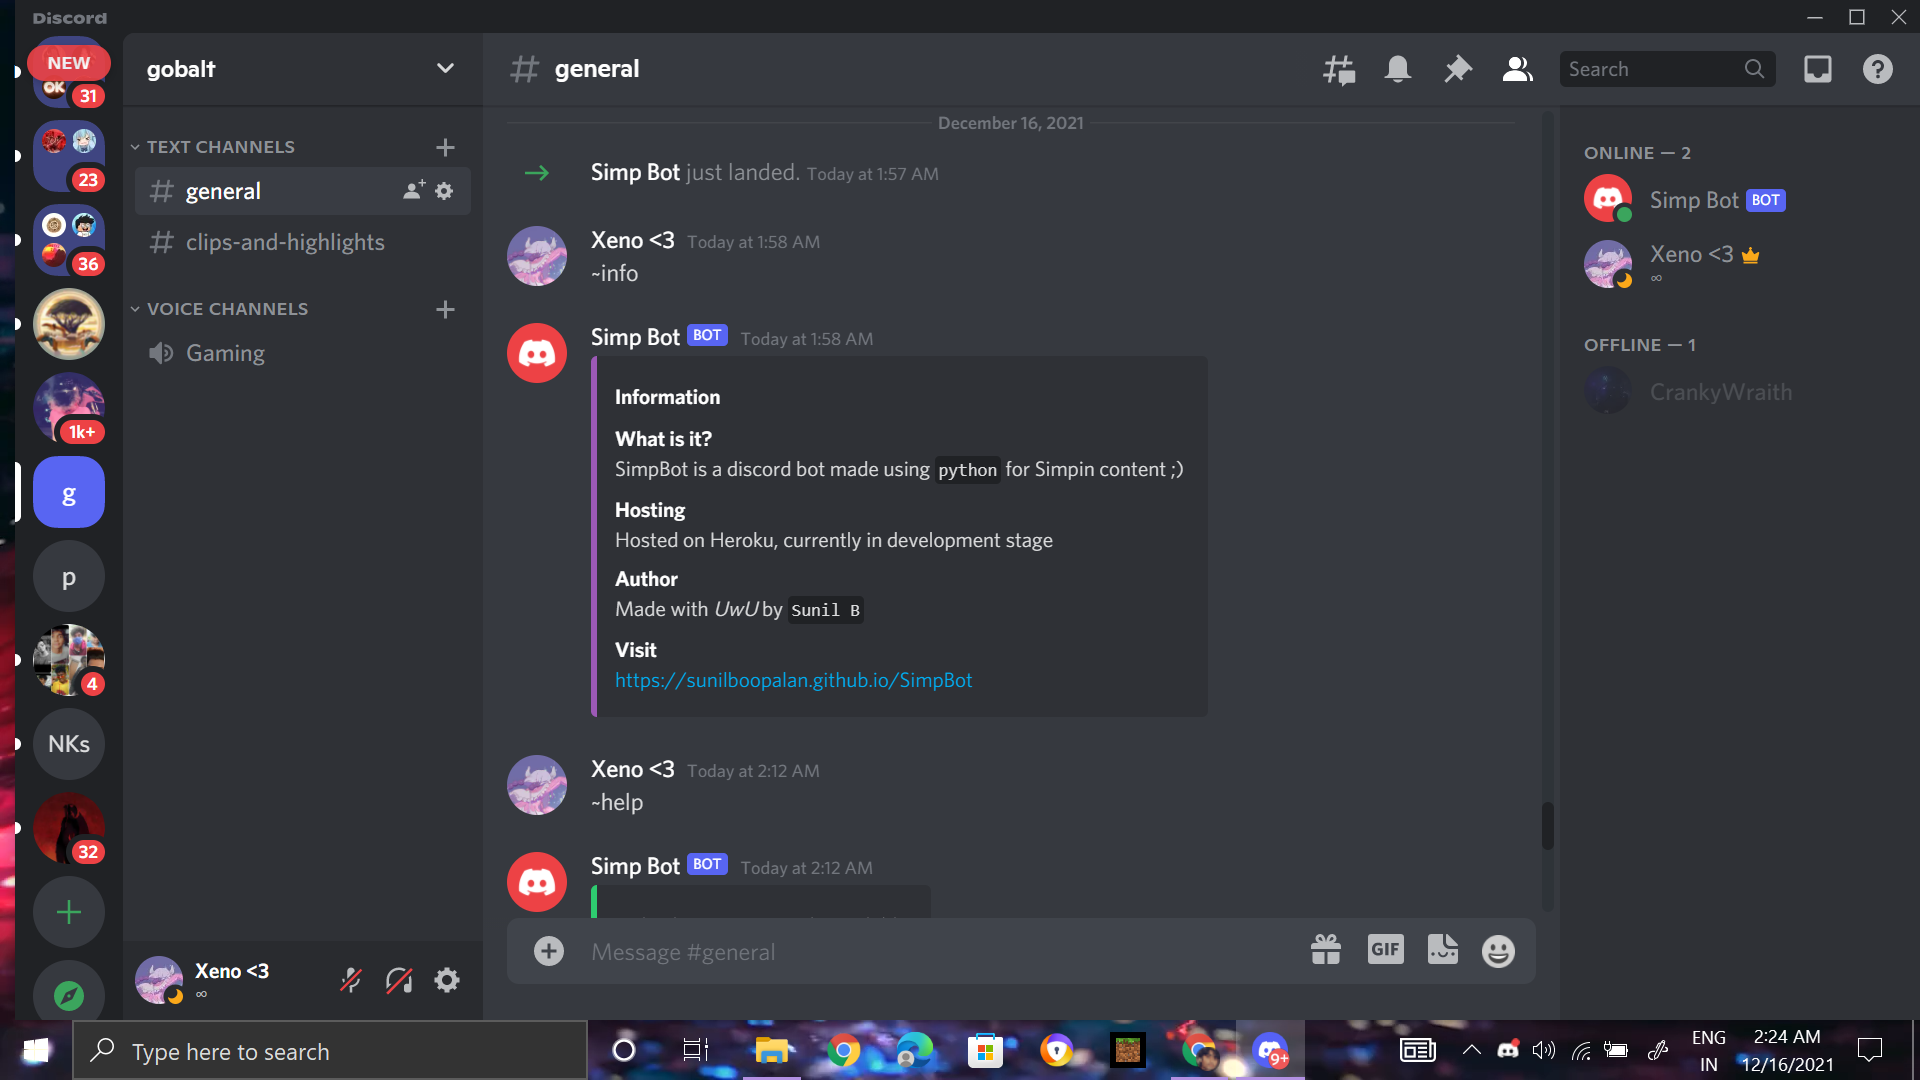 Discord
NEW
OK
31
23
36
1k+
g
p
4
NKs
32
gobalt
TEXT CHANNELS
general
clips-and-highlights
VOICE CHANNELS
Gaming
Xeno <3
∞
general
Search
December 16, 2021
Simp Bot just landed. Today at 1:57 AM
Xeno <3 Today at 1:58 AM
~info
Simp Bot BOT Today at 1:58 AM
Information
What is it?
SimpBot is a discord bot made using python for Simpin content ;)
Hosting
Hosted on Heroku, currently in development stage
Author
Made with UwU by Sunil B
Visit
https://sunilboopalan.github.io/SimpBot
Xeno <3 Today at 2:12 AM
~help
Simp Bot BOT Today at 2:12 AM
Message #general
GIF
ONLINE — 2
Simp Bot BOT
Xeno <3
∞
OFFLINE — 1
CrankyWraith
Type here to search
9+
ENG
IN
2:24 AM
12/16/2021